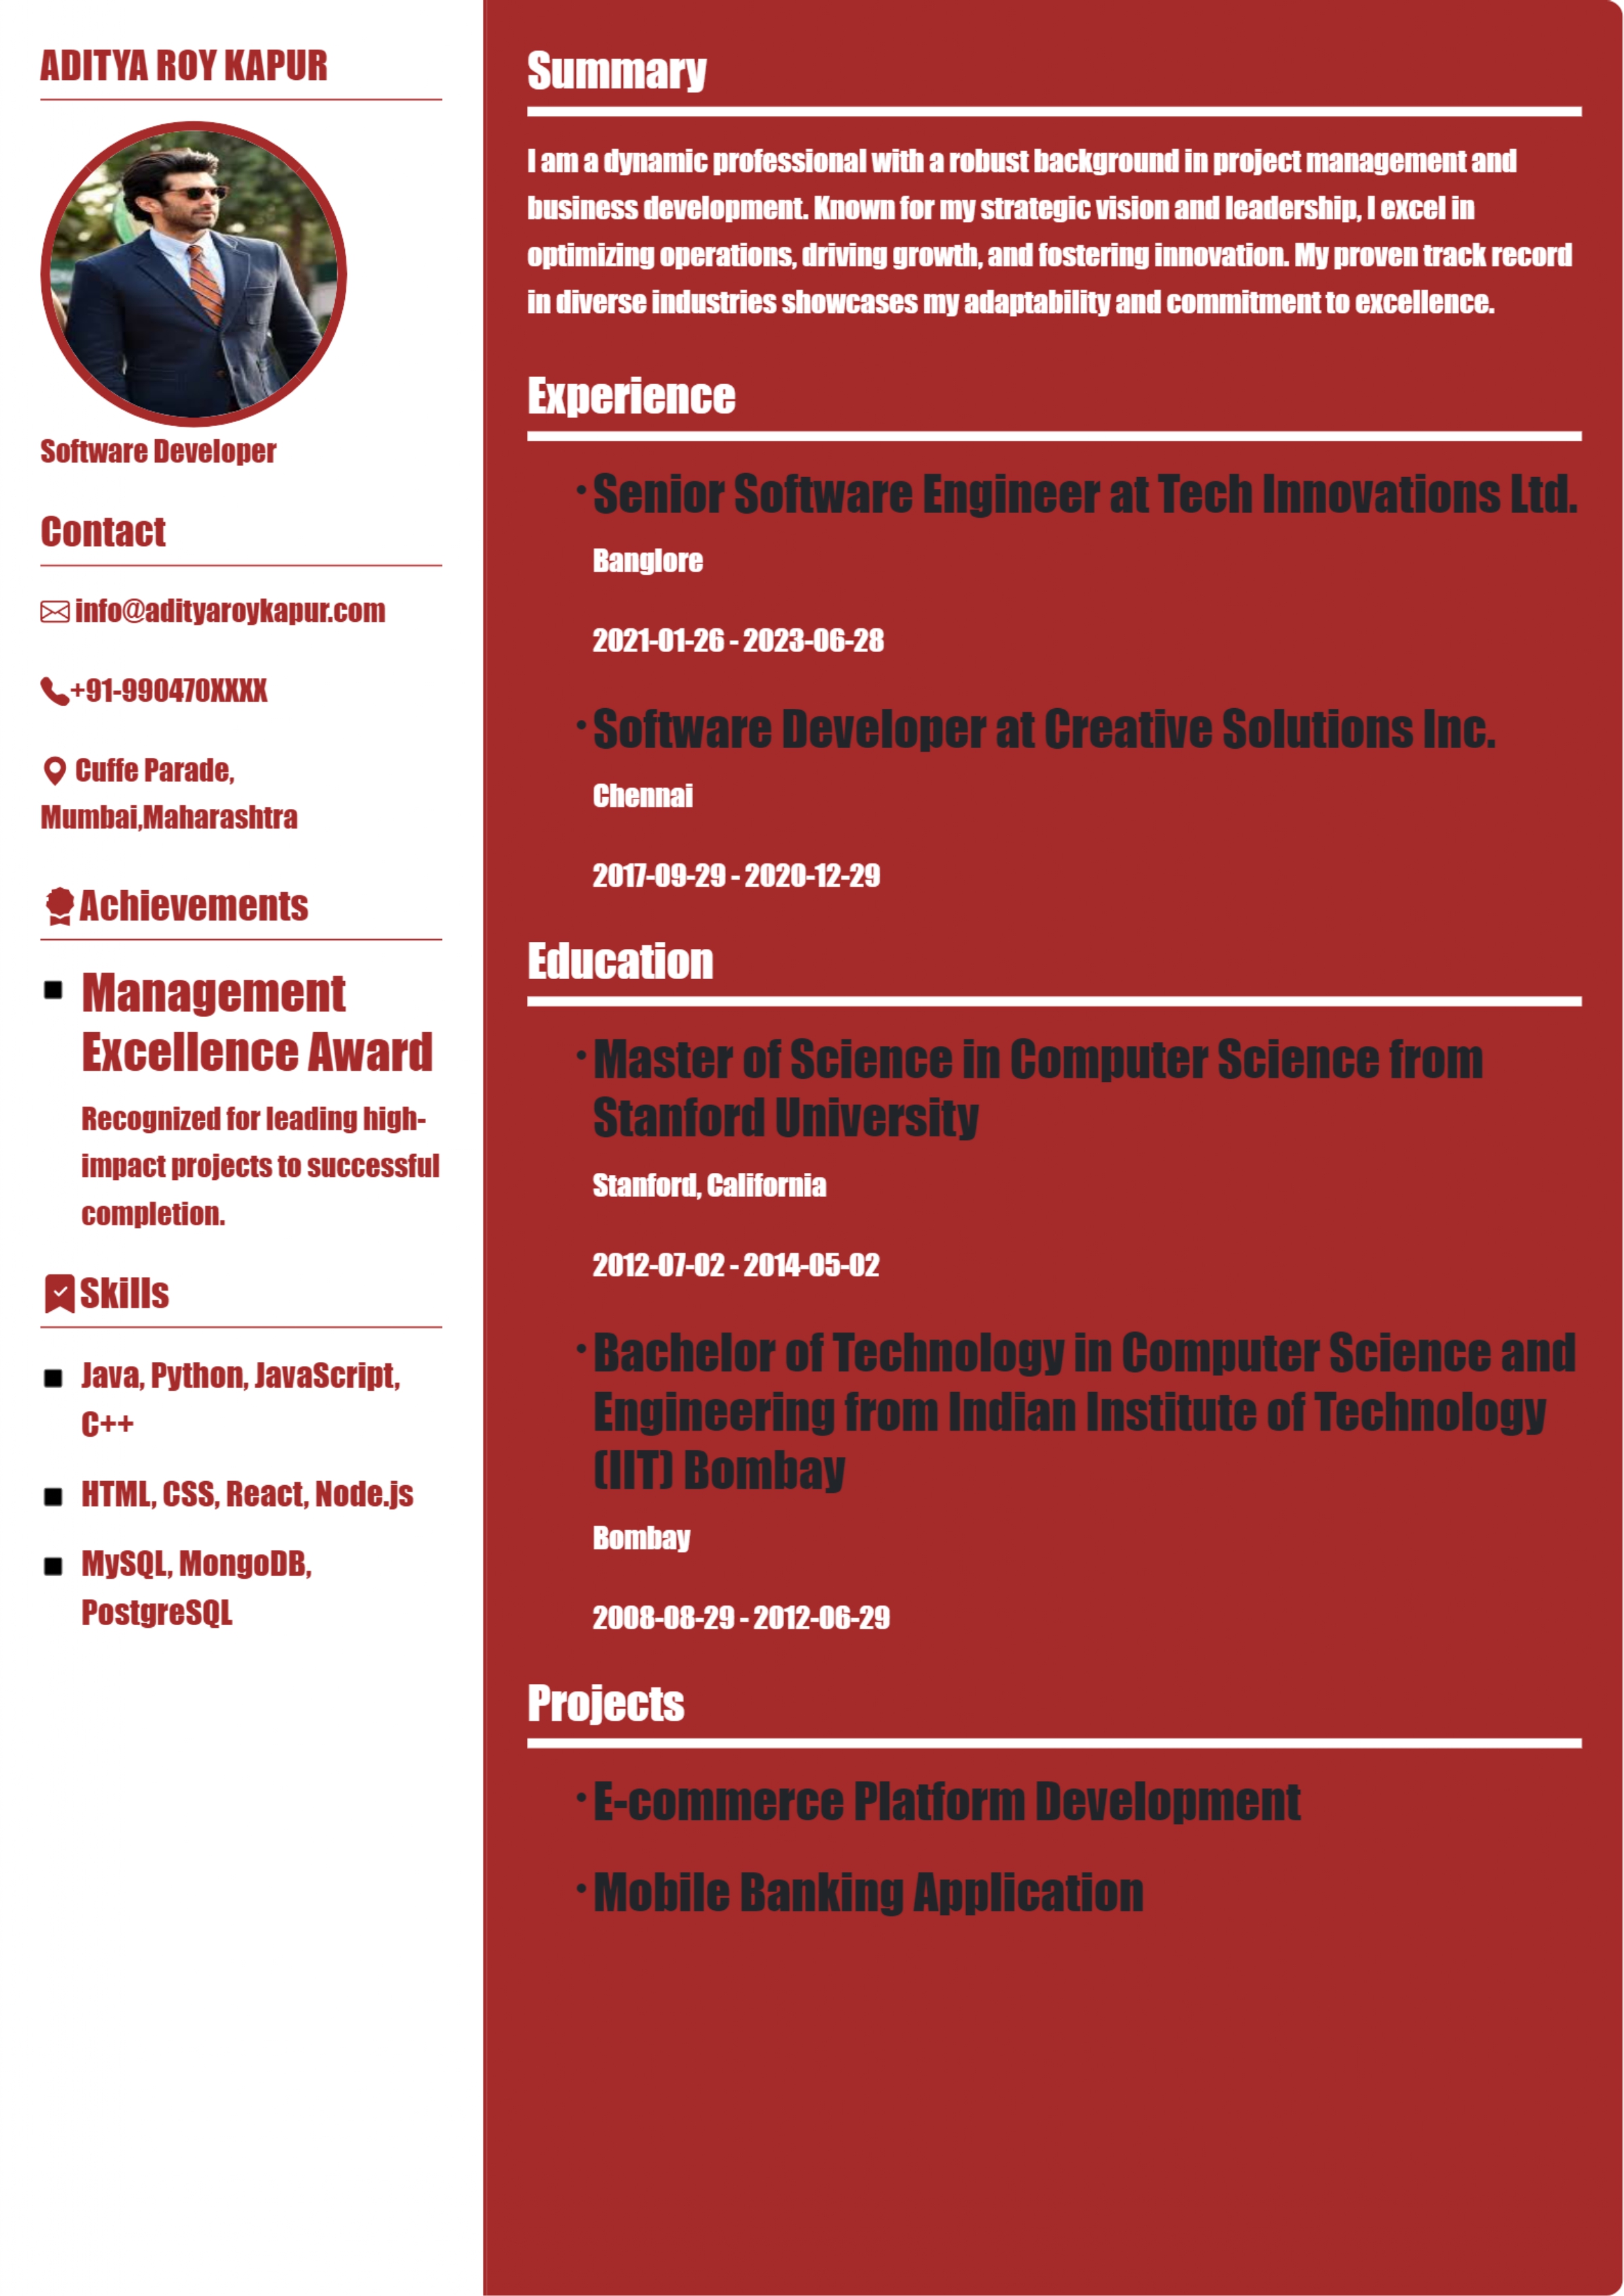 ADITYA ROY KAPUR
Software Developer
Contact
info@adityaroykapur.com
+91-990470XXXX
Cuffe Parade,
Mumbai,Maharashtra
Achievements
Management
Excellence Award
Recognized for leading high-
impact projects to successful
completion.
Skills
Java, Python, JavaScript,
C++
HTML, CSS, React, Node.js
MySQL, MongoDB,
PostgreSQL
Summary
I am a dynamic professional with a robust background in project management and
business development. Known for my strategic vision and leadership, I excel in
optimizing operations, driving growth, and fostering innovation. My proven track record
in diverse industries showcases my adaptability and commitment to excellence.
Experience
Senior Software Engineer at Tech Innovations Ltd.
Banglore
2021-01-26 - 2023-06-28
Software Developer at Creative Solutions Inc.
Chennai
2017-09-29 - 2020-12-29
Education
Master of Science in Computer Science from
Stanford University
Stanford, California
2012-07-02 - 2014-05-02
Bachelor of Technology in Computer Science and
Engineering from Indian Institute of Technology
(IIT) Bombay
Bombay
2008-08-29 - 2012-06-29
Projects
E-commerce Platform Development
Mobile Banking Application